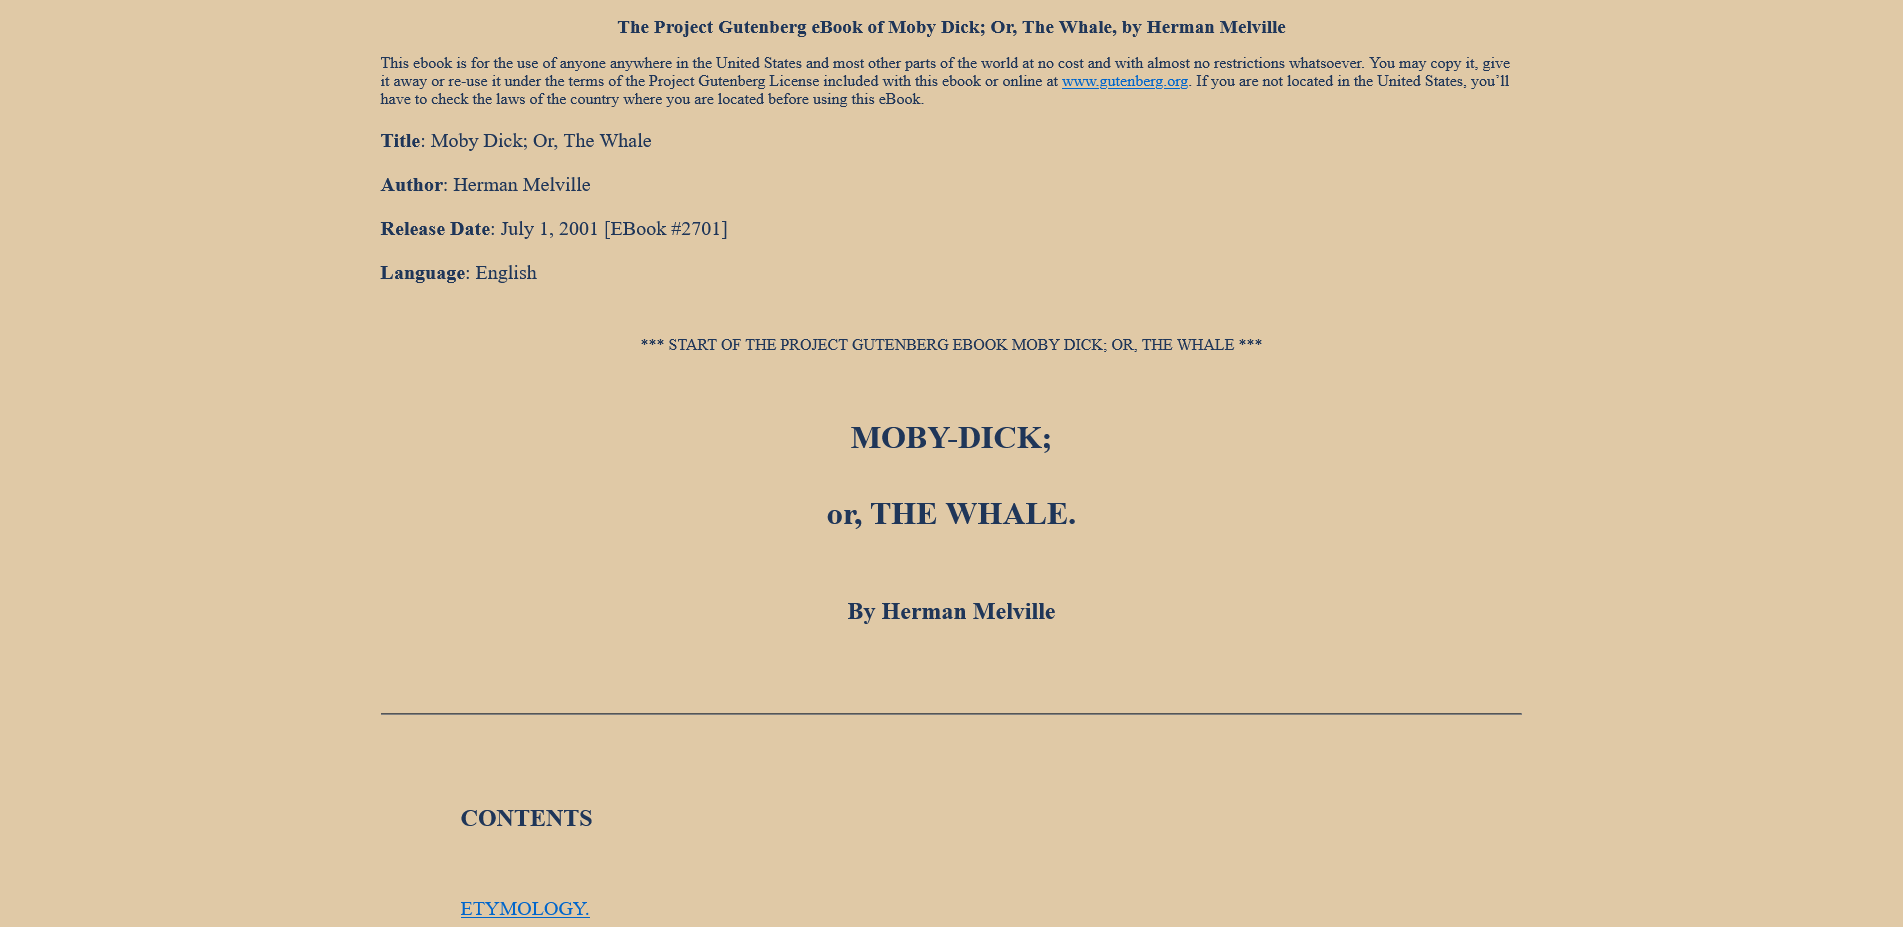 The Project Gutenberg eBook of Moby Dick; Or, The Whale, by Herman Melville
This ebook is for the use of anyone anywhere in the United States and most other parts of the world at no cost and with almost no restrictions whatsoever. You may copy it, give
it away or re-use it under the terms of the Project Gutenberg License included with this ebook or online at www.gutenberg.org. If you are not located in the United States, you’ll
have to check the laws of the country where you are located before using this eBook.
Title: Moby Dick; Or, The Whale
Author: Herman Melville
Release Date: July 1, 2001 [EBook #2701]
Language: English
*** START OF THE PROJECT GUTENBERG EBOOK MOBY DICK; OR, THE WHALE ***
MOBY-DICK;
or, THE WHALE.
By Herman Melville
CONTENTS
ETYMOLOGY.